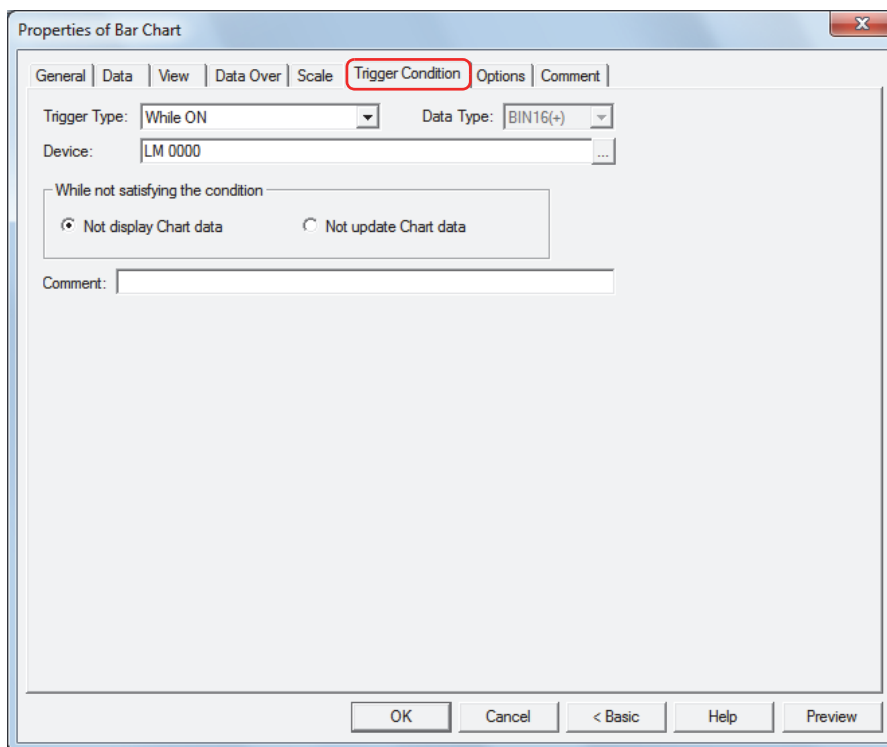 Properties of Bar Chart
General Data View Data Over Scale Trigger Condition Options Comment
Trigger Type: While ON Data Type: BIN16(+)
Device: LM 0000 ...
While not satisfying the condition
Not display Chart data Not update Chart data
Comment:
OK Cancel < Basic Help Preview